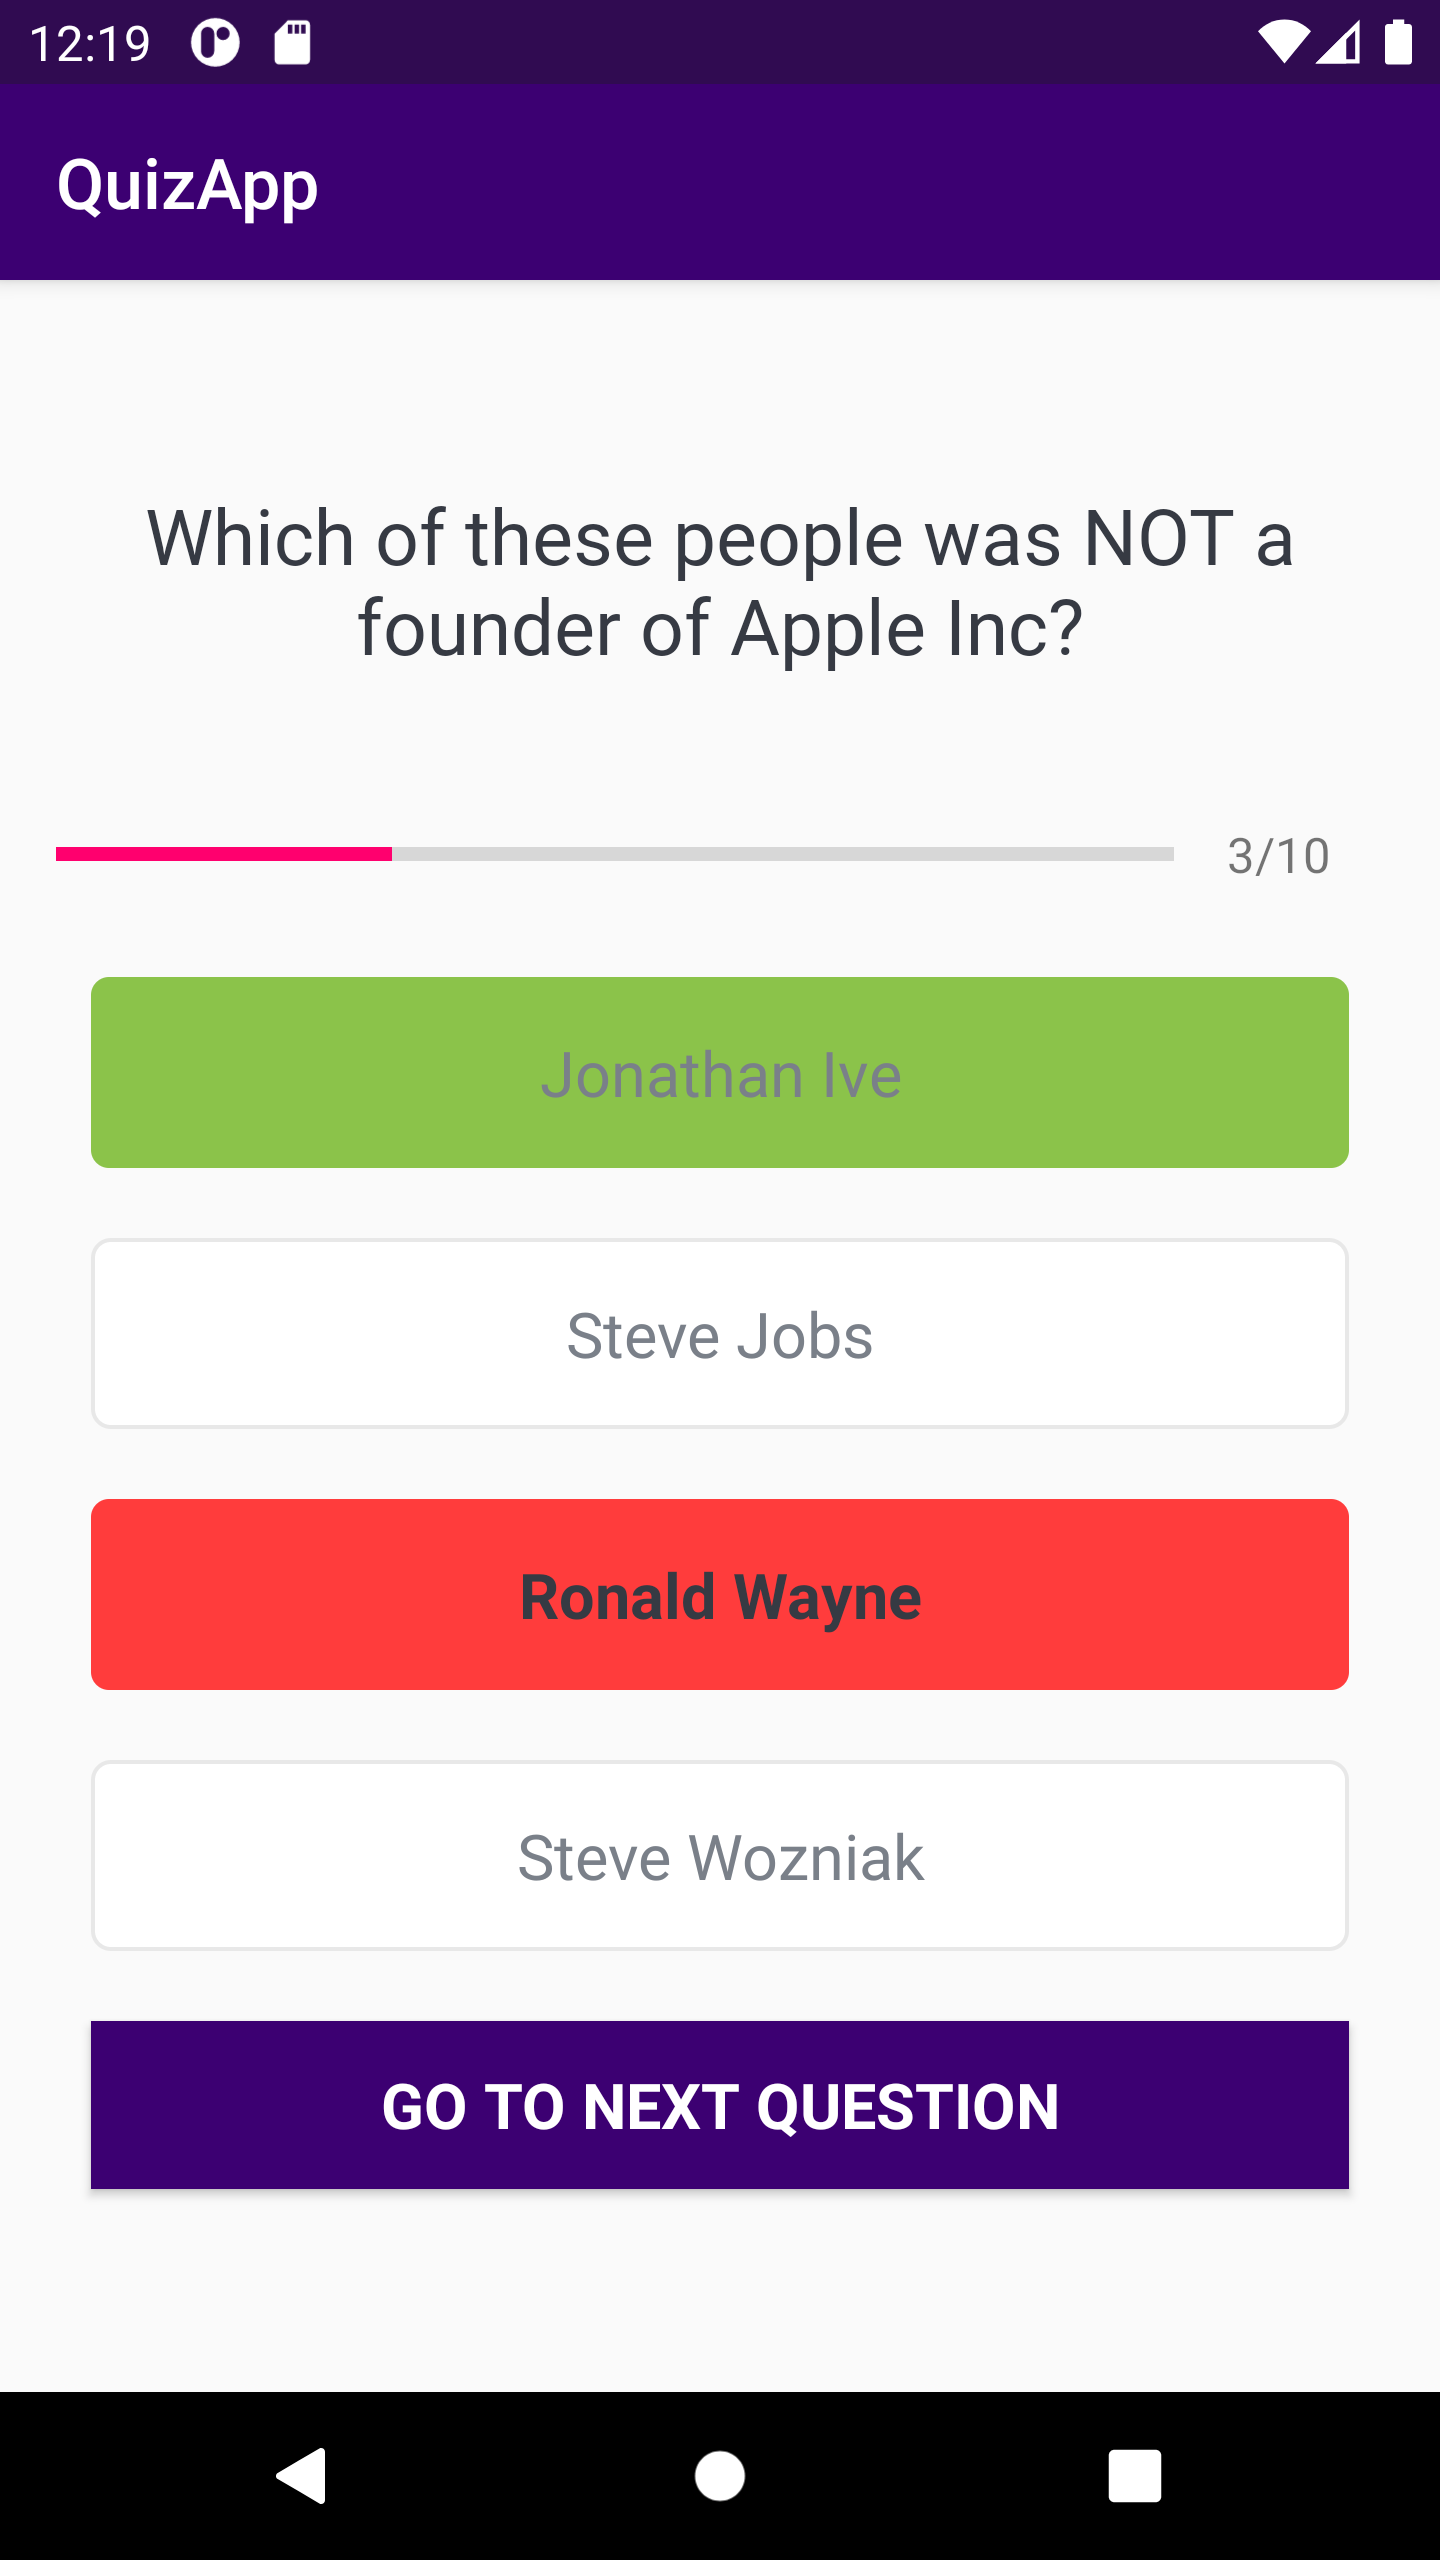 12:19
QuizApp
Which of these people was NOT a
founder of Apple Inc?
3/10
Jonathan Ive
Steve Jobs
Ronald Wayne
Steve Wozniak
GO TO NEXT QUESTION